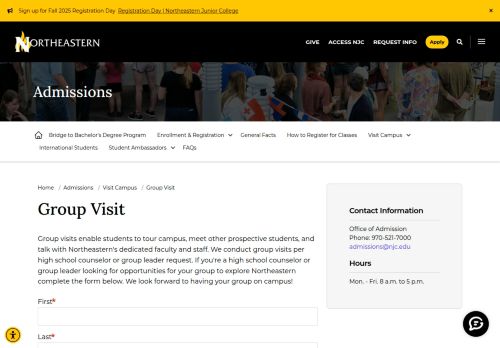 Sign up for Fall 2025 Registration Day Registration Day | Northeastern Junior College ×
NORTHEASTERN
GIVE ACCESS NJC REQUEST INFO Apply
Admissions
Bridge to Bachelor's Degree Program Enrollment & Registration General Facts How to Register for Classes Visit Campus
International Students Student Ambassadors FAQs
Home / Admissions / Visit Campus / Group Visit
Group Visit
Group visits enable students to tour campus, meet other prospective students, and
talk with Northeastern's dedicated faculty and staff. We conduct group visits per
high school counselor or group leader request. If you're a high school counselor or
group leader looking for opportunities for your group to explore Northeastern
complete the form below. We look forward to having your group on campus!
First*
Last*
Contact Information
Office of Admission
Phone: 970-521-7000
admissions@njc.edu
Hours
Mon. - Fri. 8 a.m. to 5 p.m.